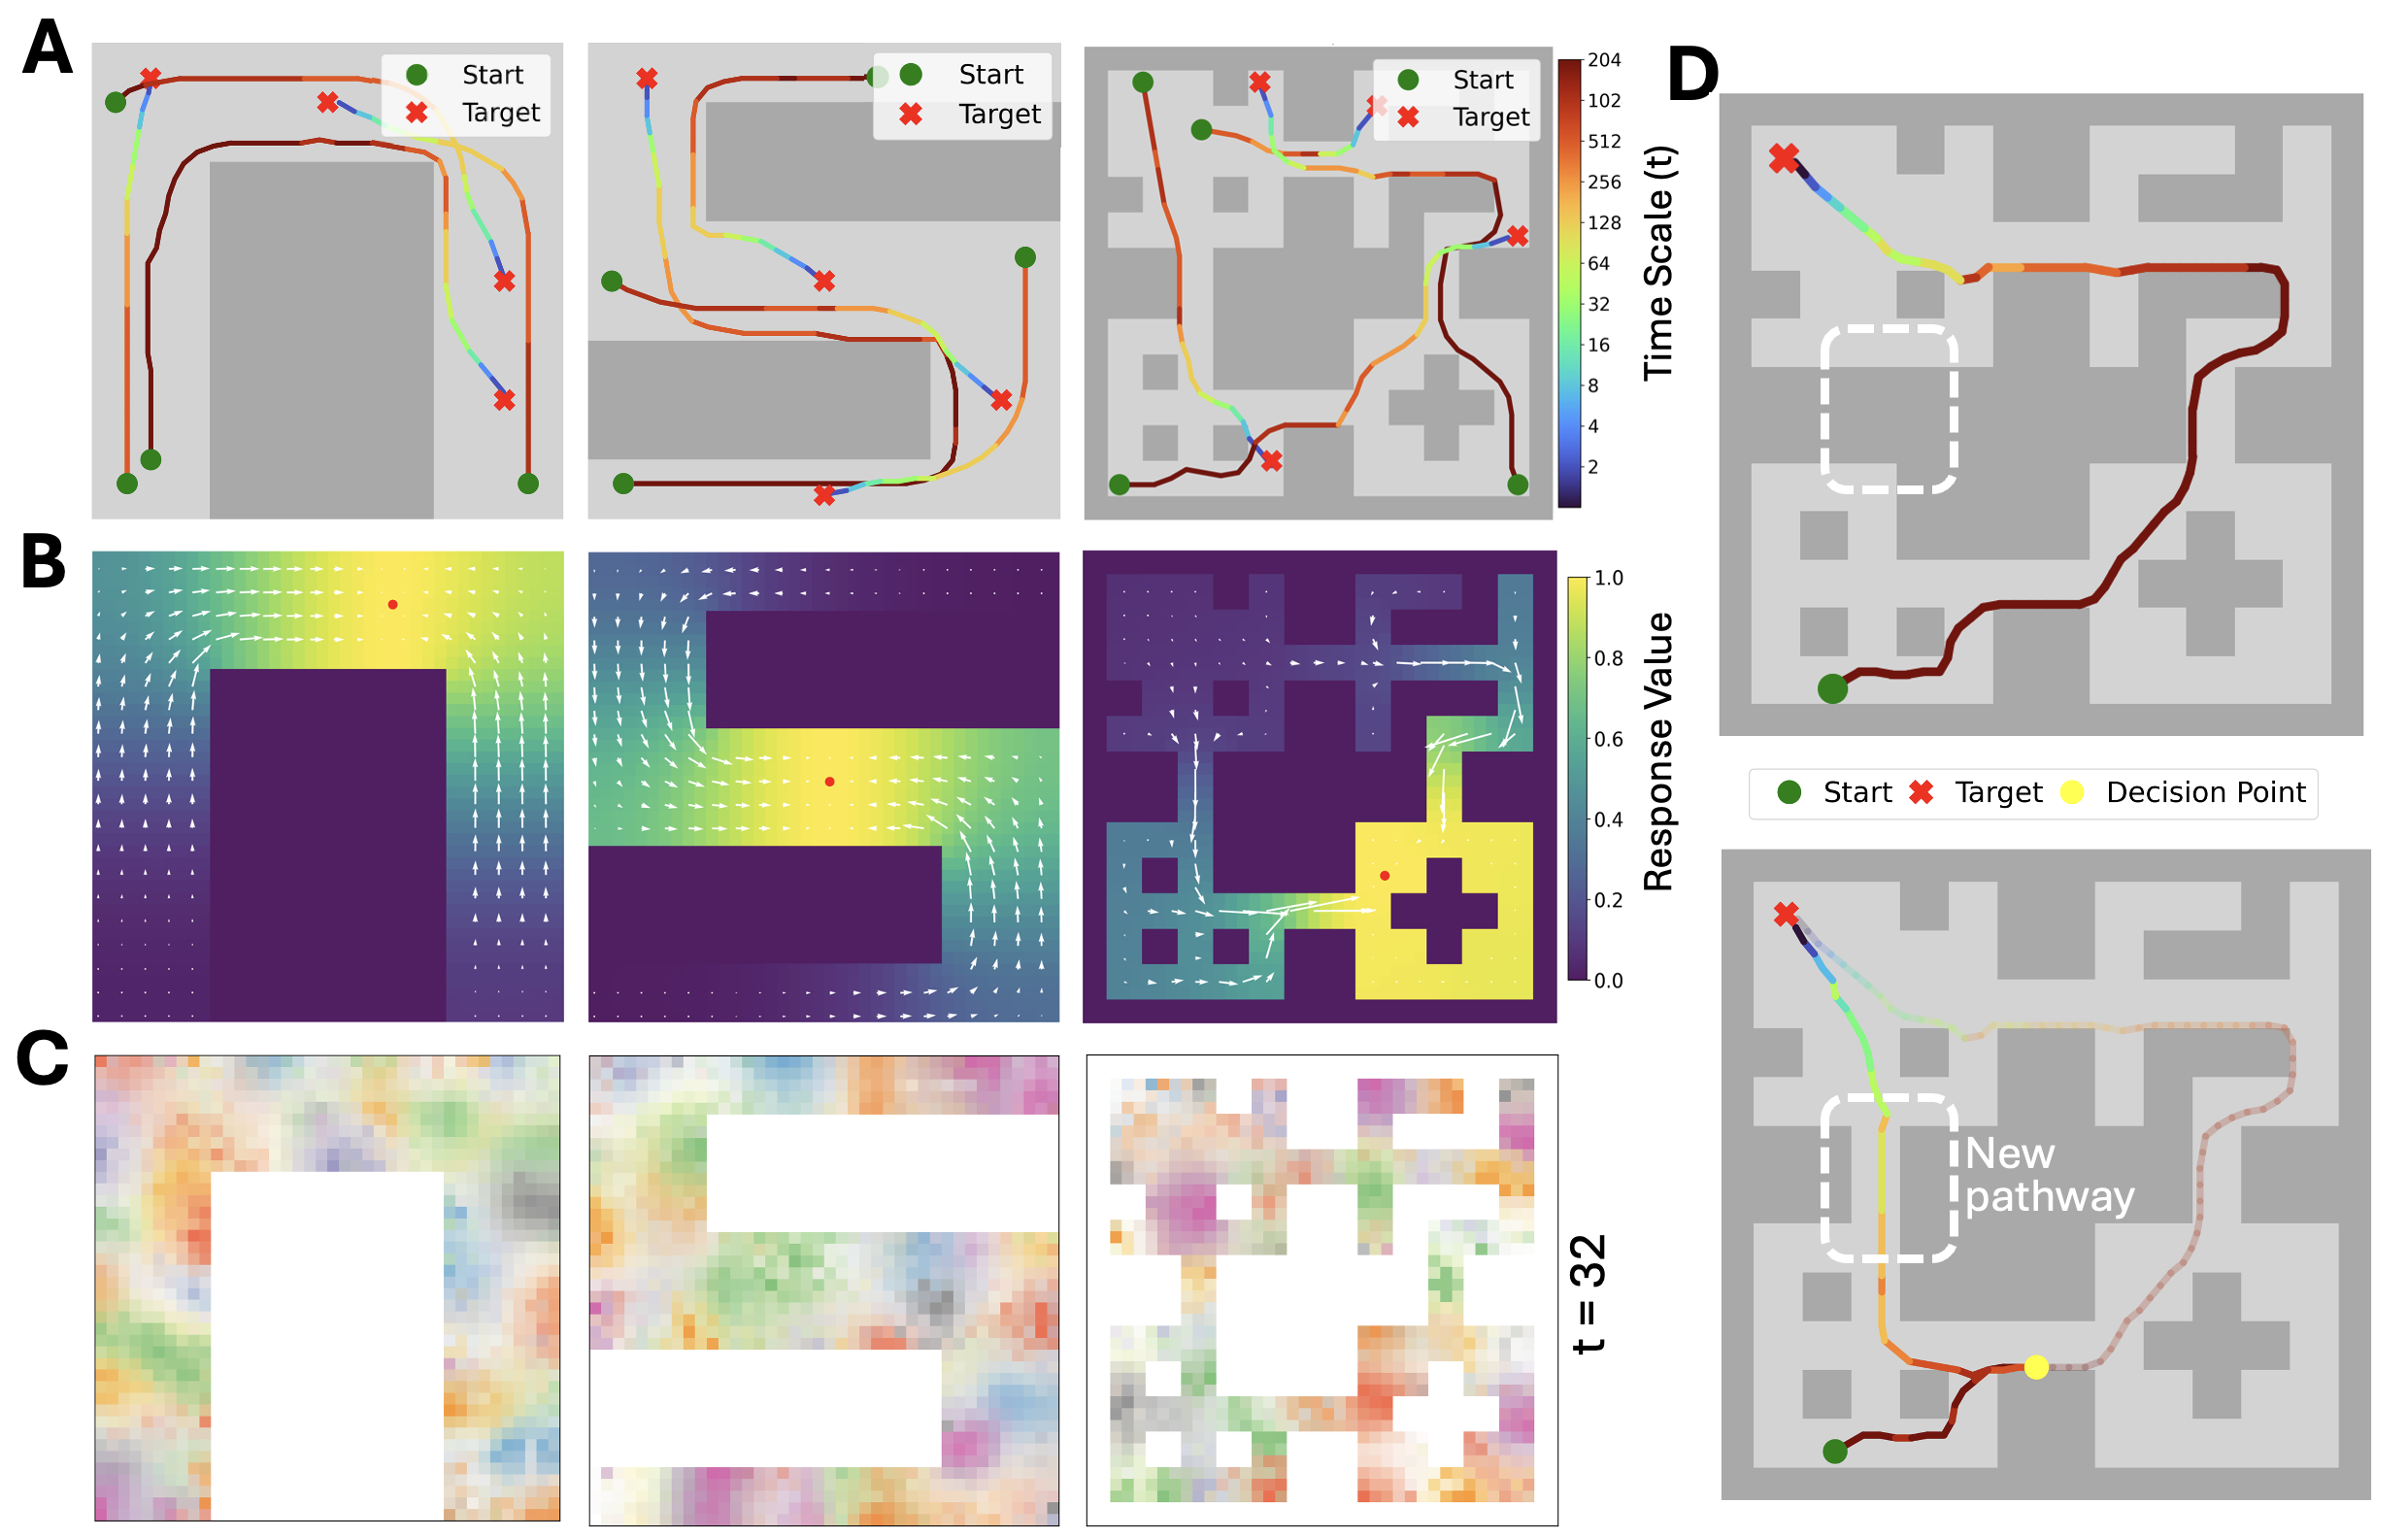 A
Start
Target
Start
Target
Start
Target
204
102
512
256
128
64
32
16
8
4
2
Time Scale (t)
D
B
1.0
0.8
0.6
0.4
0.2
0.0
Response Value
Start Target Decision Point
C
t = 32
New
pathway